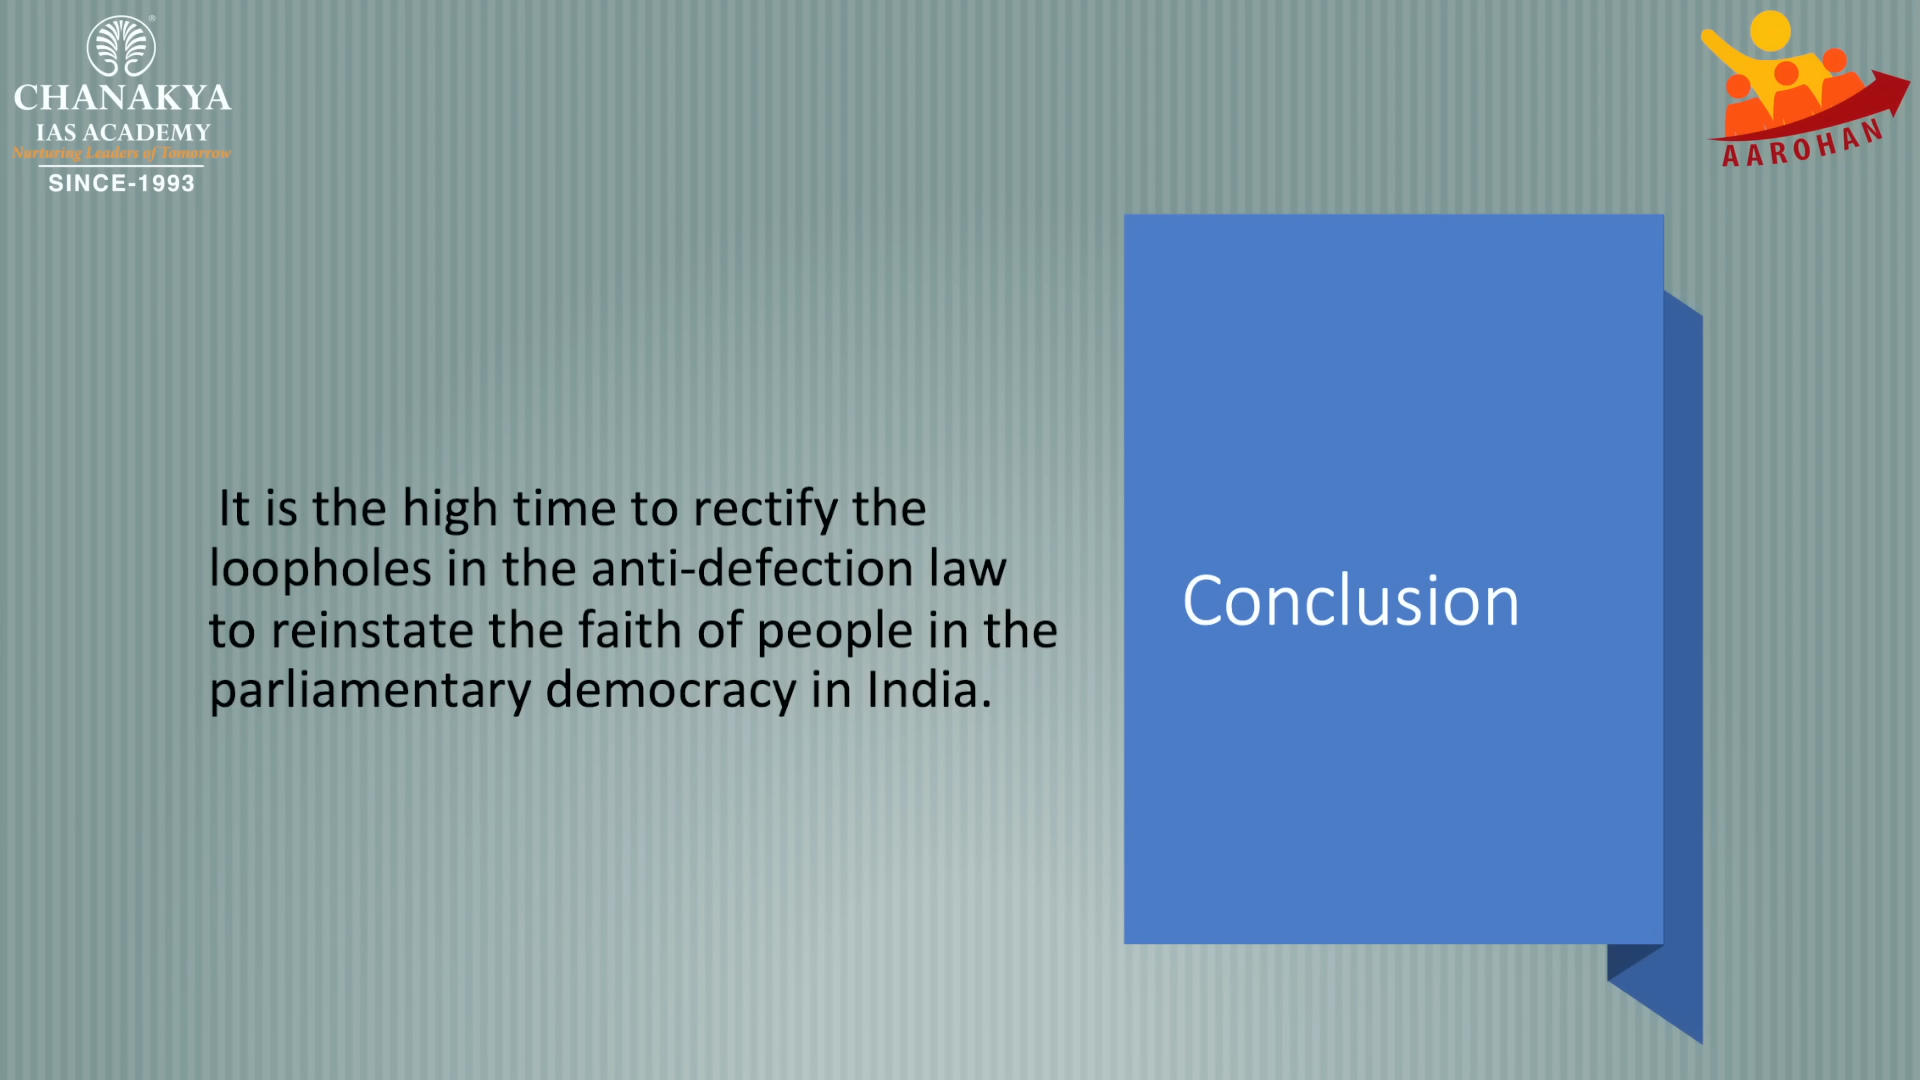 CHANAKYA
IAS ACADEMY
Nurturing Leaders of Tomorrow
SINCE-1993
AAROHAN
It is the high time to rectify the
loopholes in the anti-defection law
to reinstate the faith of people in the
parliamentary democracy in India.
Conclusion